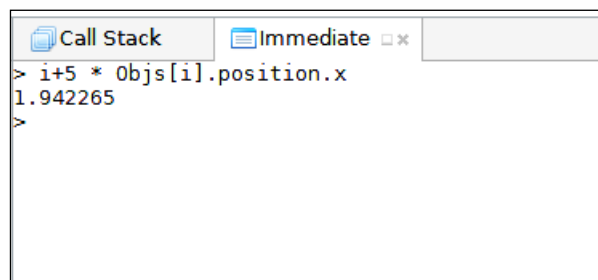 Call Stack
Immediate
> i+5 * Objs[i].position.x
1.942265
>